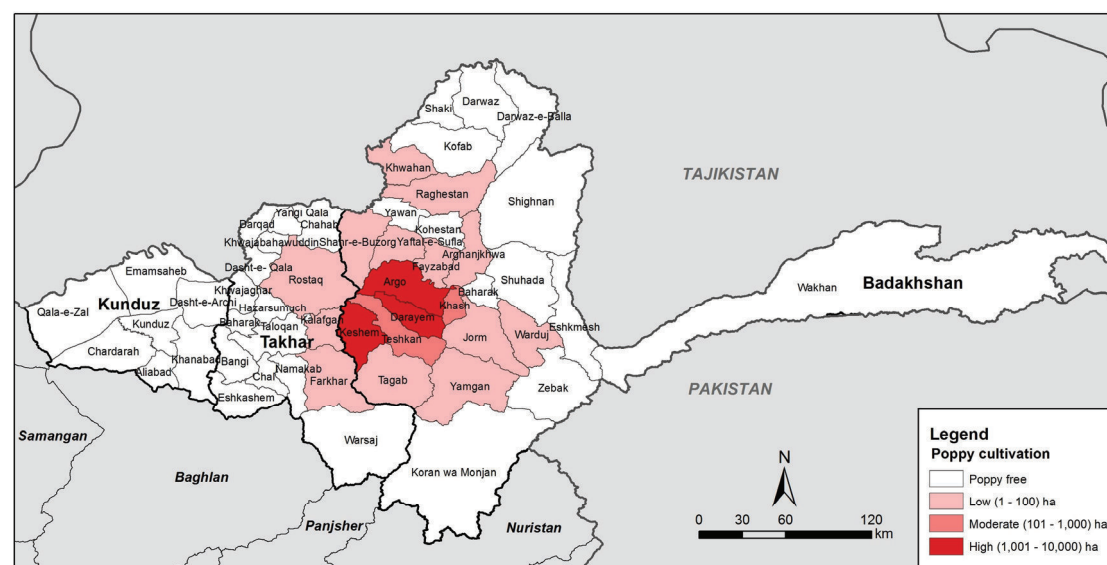 Darwaz
Shaki
Darwaz-e-Balla
Kofab
Khwahan
TAJIKISTAN
Raghestan
Shighnan
Yangi Qala
Yawan
Darqad
Chahab
Kohestan
Khwajabahawuddin
Shahr-e-Buzorg
Yaftal-e-Sufla
Arghanjkhwa
Dasht-e- Qala
Fayzabad
Emamsaheb
Rostaq
Argo
Shuhada
Badakhshan
Khwajaghar
Baharak
Wakhan
Kunduz
Dasht-e-Archi
Khash
Qala-e-Zal
Hazarsumuch
Kunduz
Baharak
Taloqan
Kalafgan
Darayem
Eshkmesh
Keshem
Teshkan
Jorm
Warduj
Takhar
Chardarah
Khanabad
Bangi
Namakab
Aliabad
Chal
Farkhar
Tagab
Yamgan
Zebak
PAKISTAN
Eshkashem
Samangan
Warsaj
Baghlan
Koran wa Monjan
Panjsher
Nuristan
N
0 30 60 120
km
Legend
Poppy cultivation
Poppy free
Low (1 - 100) ha
Moderate (101 - 1,000) ha
High (1,001 - 10,000) ha